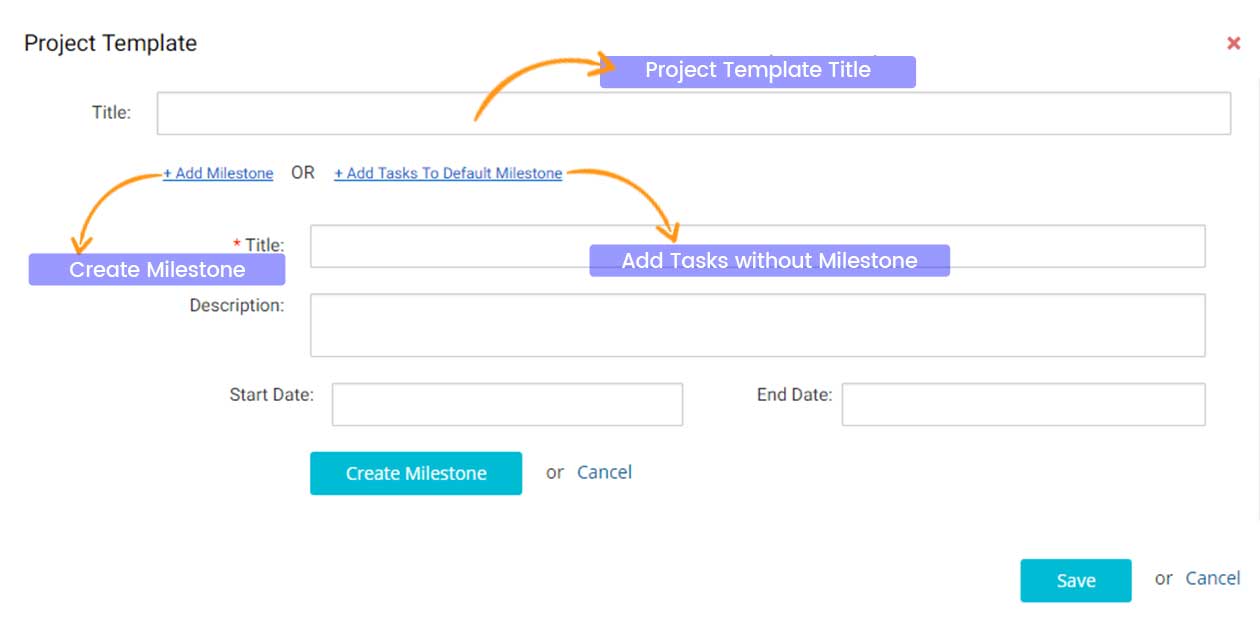 Project Template
Project Template Title
Title:
+ Add Milestone OR + Add Tasks To Default Milestone
* Title:
Add Tasks without Milestone
Create Milestone
Description:
Start Date: End Date:
Create Milestone or Cancel
Save or Cancel